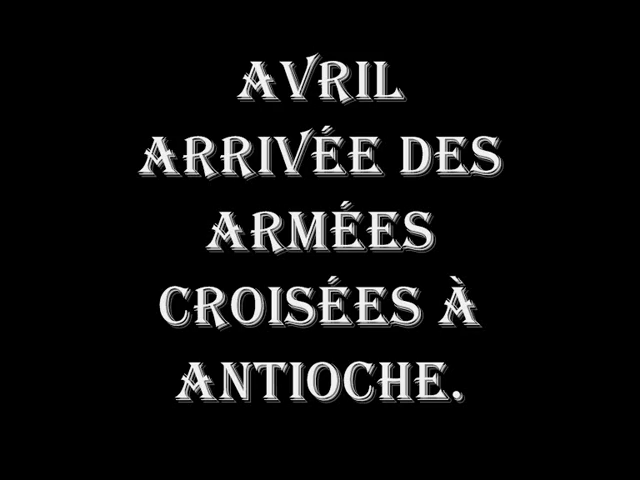 AVRIL
ARRIVÉE DES
ARMÉES
CROISÉES À
ANTIOCHE.